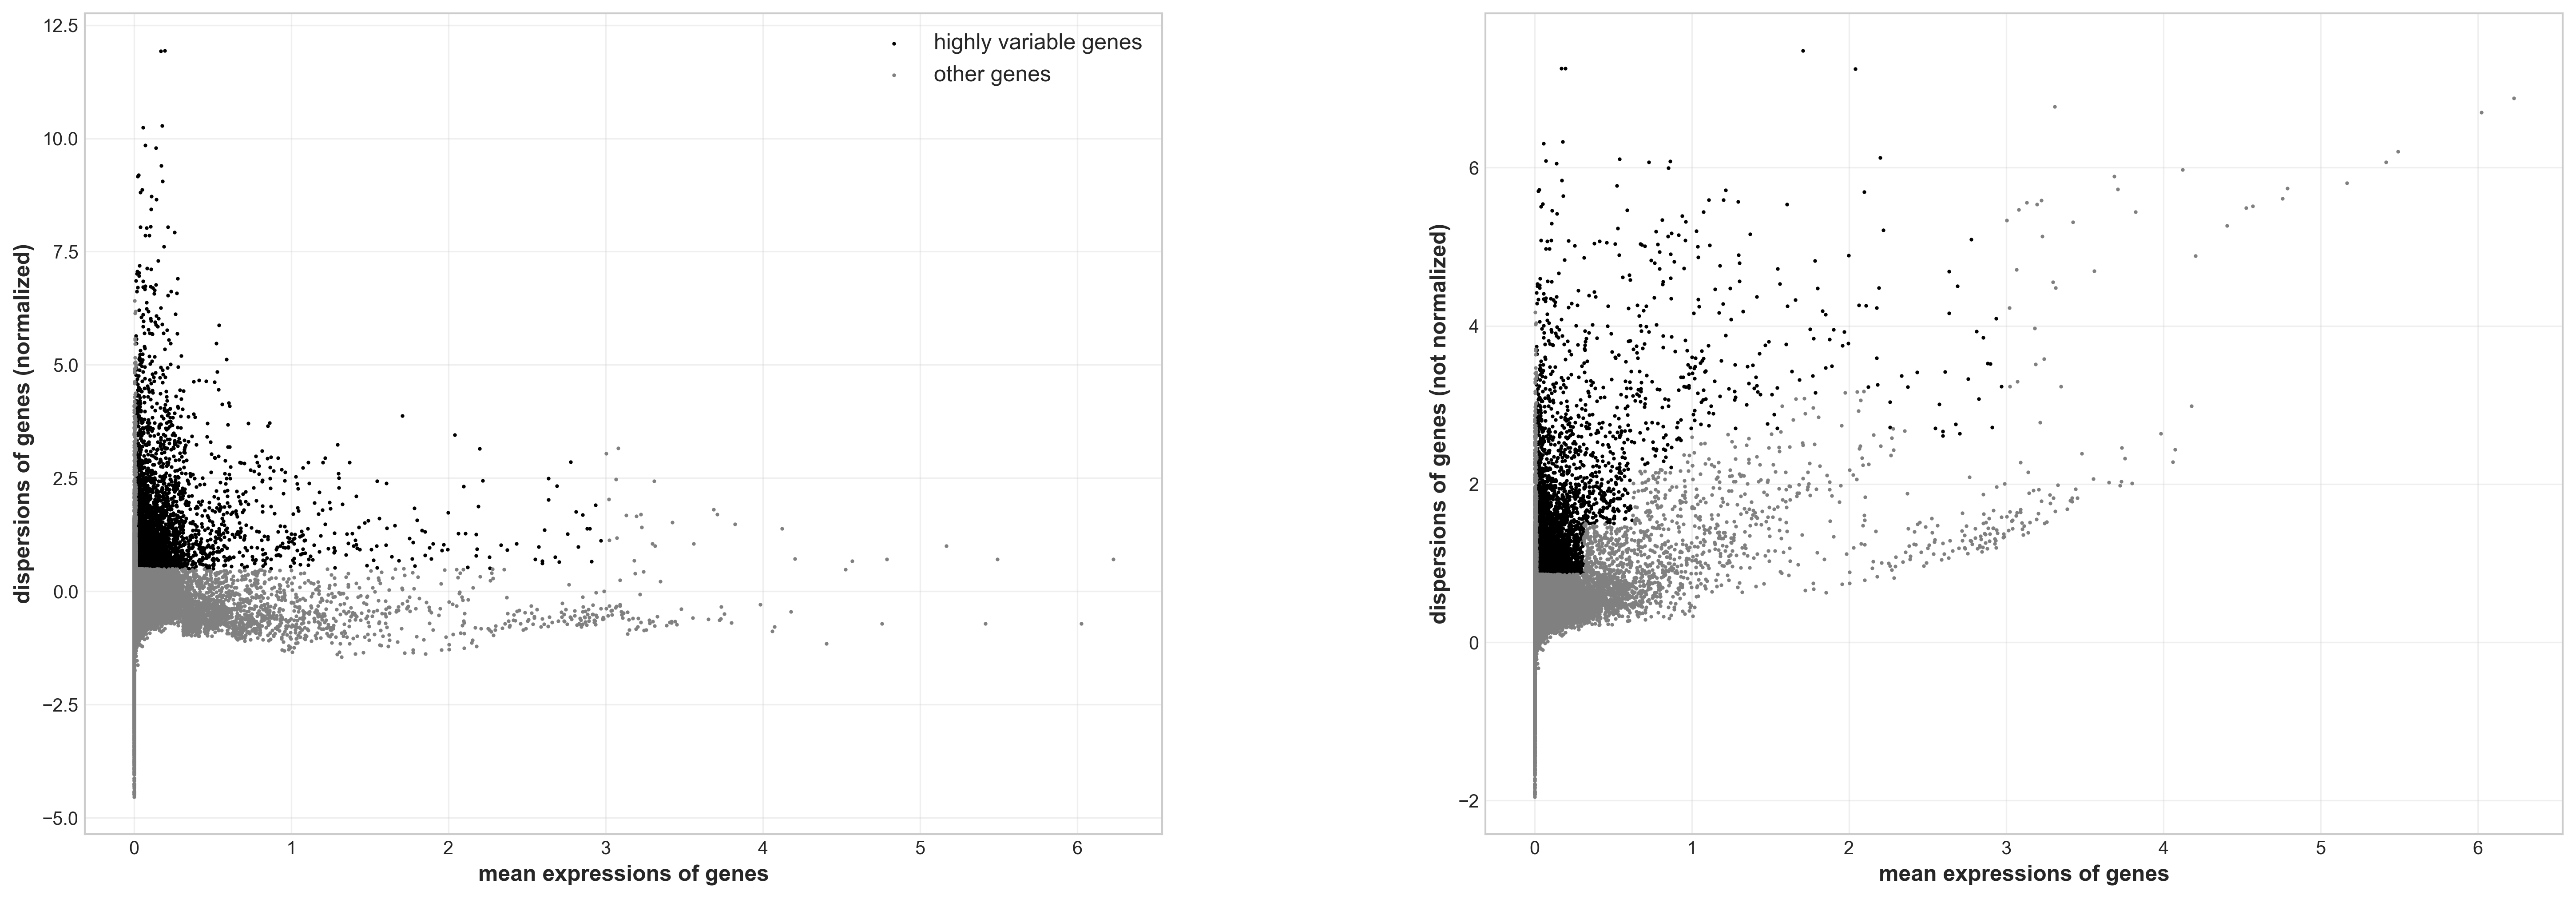 12.5
10.0
7.5
5.0
2.5
0.0
−2.5
−5.0
dispersions of genes (normalized)
highly variable genes
other genes
0 1 2 3 4 5 6
mean expressions of genes
6
4
2
0
−2
dispersions of genes (not normalized)
0 1 2 3 4 5 6
mean expressions of genes